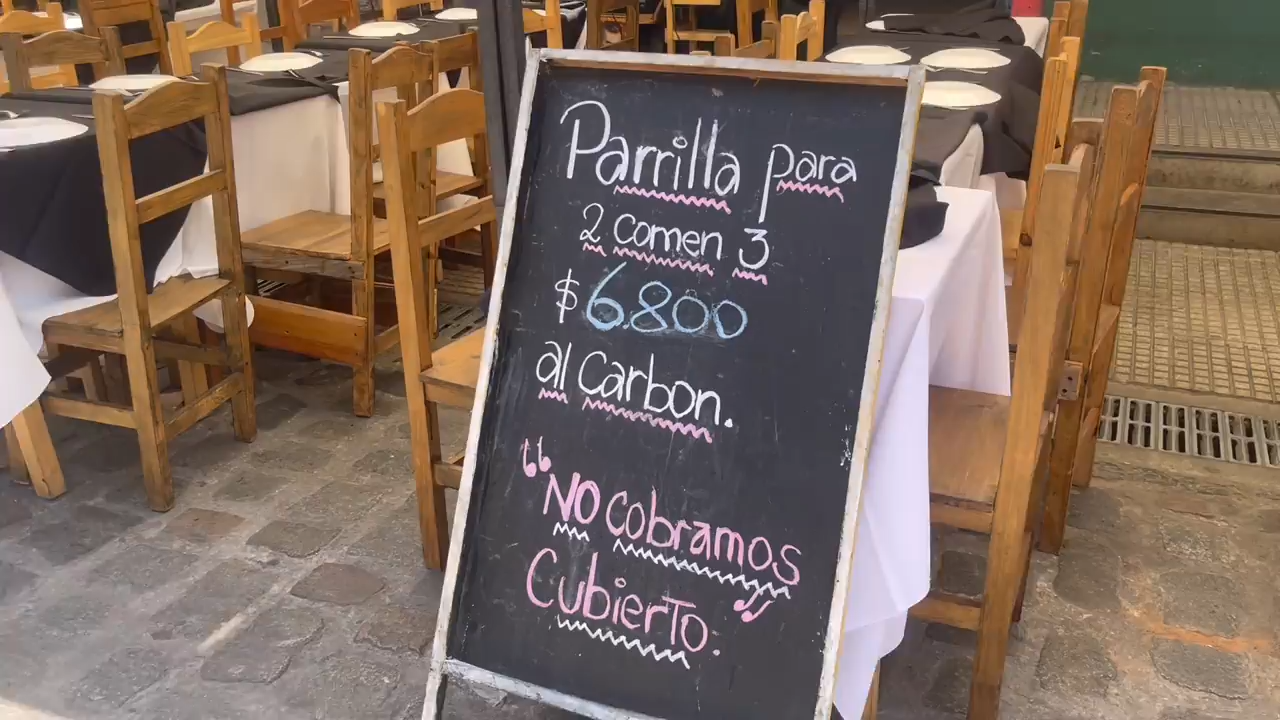 Parrilla para
2 comen 3
$6.800
al Carbon.
“NO cobramos
Cubierto.”